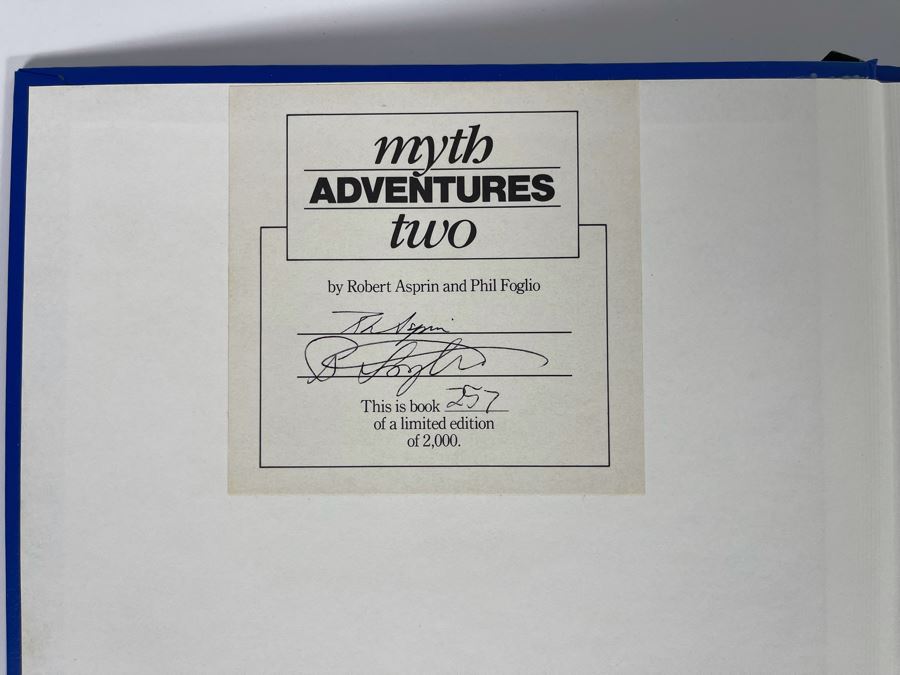 myth
ADVENTURES
two
by Robert Asprin and Phil Foglio
This is book 257
of a limited edition
of 2,000.